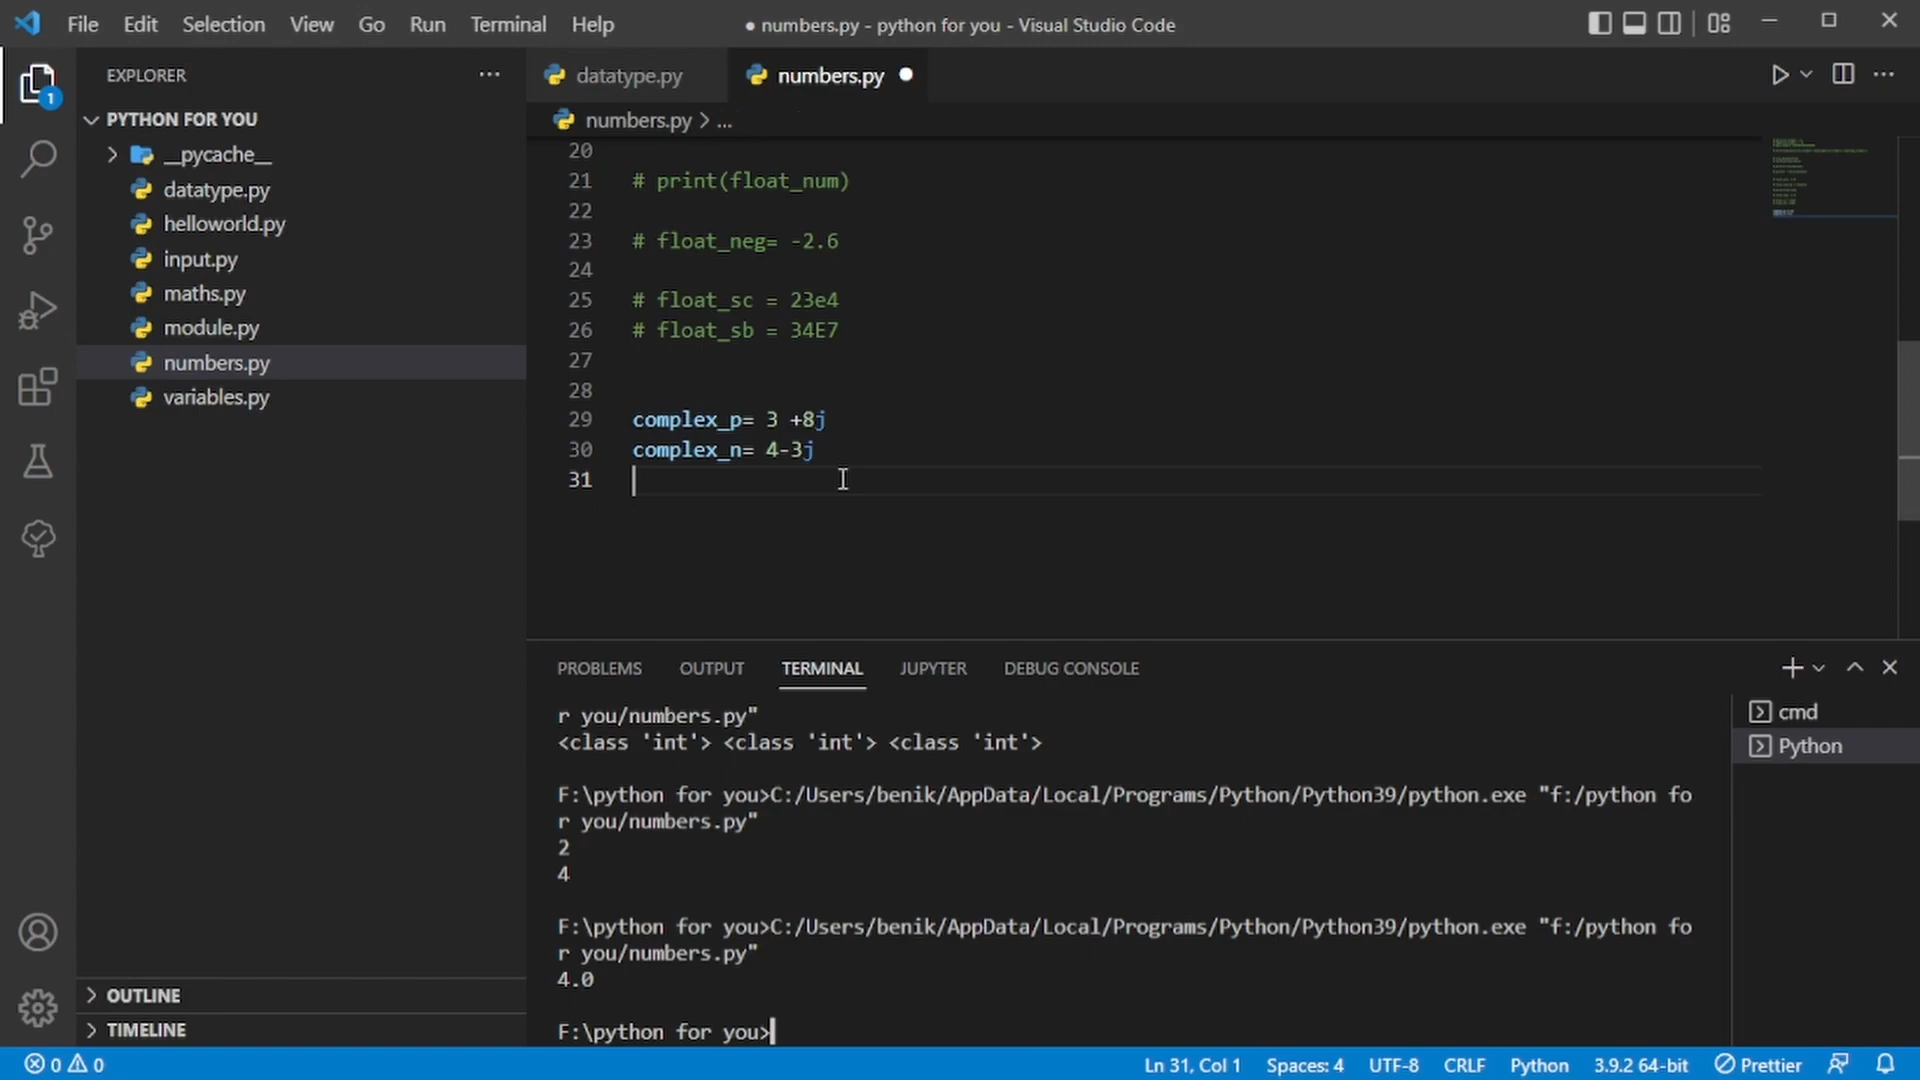 File Edit Selection View Go Run Terminal Help
● numbers.py - python for you - Visual Studio Code
EXPLORER
1
PYTHON FOR YOU
__pycache__
datatype.py
helloworld.py
input.py
maths.py
module.py
numbers.py
variables.py
OUTLINE
TIMELINE
datatype.py numbers.py
numbers.py > ...
20
21 # print(float_num)
22
23 # float_neg= -2.6
24
25 # float_sc = 23e4
26 # float_sb = 34E7
27
28
29 complex_p= 3 +8j
30 complex_n= 4-3j
31
PROBLEMS OUTPUT TERMINAL JUPYTER DEBUG CONSOLE
r you/numbers.py"
<class 'int'> <class 'int'> <class 'int'>
F:\python for you>C:/Users/benik/AppData/Local/Programs/Python/Python39/python.exe "f:/python fo
r you/numbers.py"
2
4
F:\python for you>C:/Users/benik/AppData/Local/Programs/Python/Python39/python.exe "f:/python fo
r you/numbers.py"
4.0
F:\python for you>
cmd
Python
0 0
Ln 31, Col 1 Spaces: 4 UTF-8 CRLF Python 3.9.2 64-bit Prettier